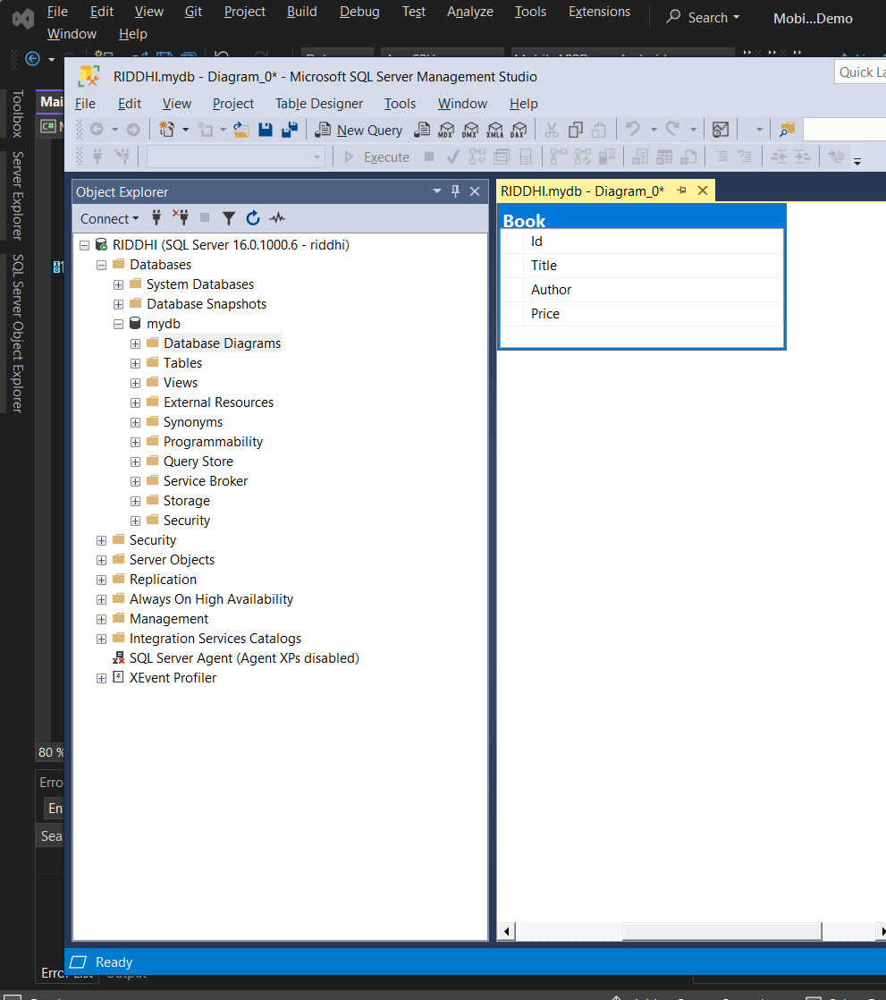 File Edit View Git Project Build Debug Test Analyze Tools Extensions Search Mobi...Demo
Window Help
RIDDHI.mydb - Diagram_0* - Microsoft SQL Server Management Studio
Quick La
File Edit View Project Table Designer Tools Window Help
New Query MDX DMX XMLA DAX
Execute
Toolbox
Server Explorer
SQL Server Object Explorer
Mai
C#
Object Explorer
Connect
RIDDHI (SQL Server 16.0.1000.6 - riddhi)
Databases
System Databases
Database Snapshots
mydb
Database Diagrams
Tables
Views
External Resources
Synonyms
Programmability
Query Store
Service Broker
Storage
Security
Security
Server Objects
Replication
Always On High Availability
Management
Integration Services Catalogs
SQL Server Agent (Agent XPs disabled)
XEvent Profiler
RIDDHI.mydb - Diagram_0*
Book
Id
Title
Author
Price
80 %
Erro
En
Sea
Ready
Error List Output